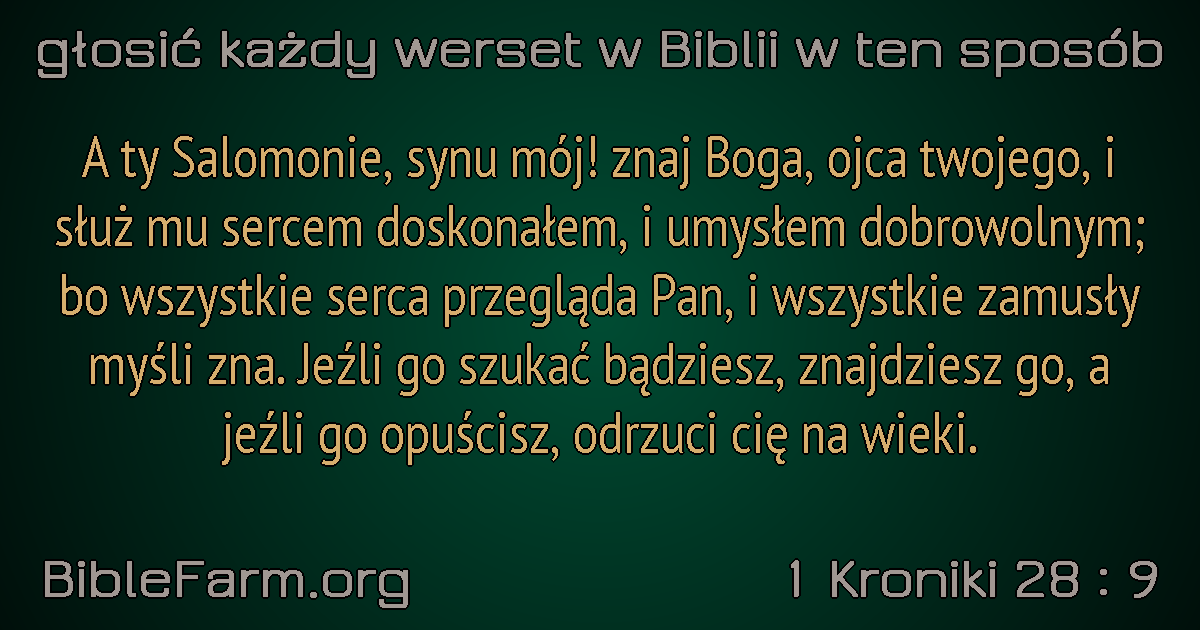 głosić każdy werset w Biblii w ten sposób
A ty Salomonie, synu mój! znaj Boga, ojca twojego, i
służ mu sercem doskonałem, i umysłem dobrowolnym;
bo wszystkie serca przegląda Pan, i wszystkie zamusły
myśli zna. Jeźli go szukać bądziesz, znajdziesz go, a
jeźli go opuścisz, odrzuci cię na wieki.
BibleFarm.org
1 Kroniki 28 : 9